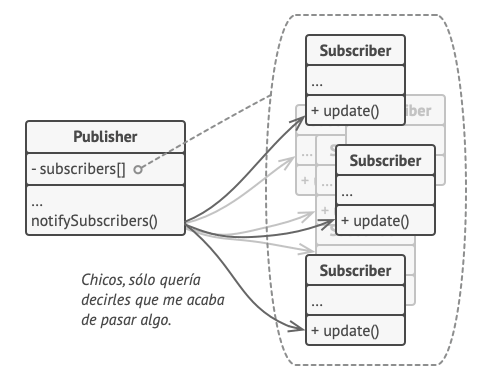 Publisher
- subscribers[]
...
notifySubscribers()
Chicos, sólo quería
decirles que me acaba
de pasar algo.
Subscriber
...
+ update()
Subscriber
...
+ update()
Subscriber
...
+ update()